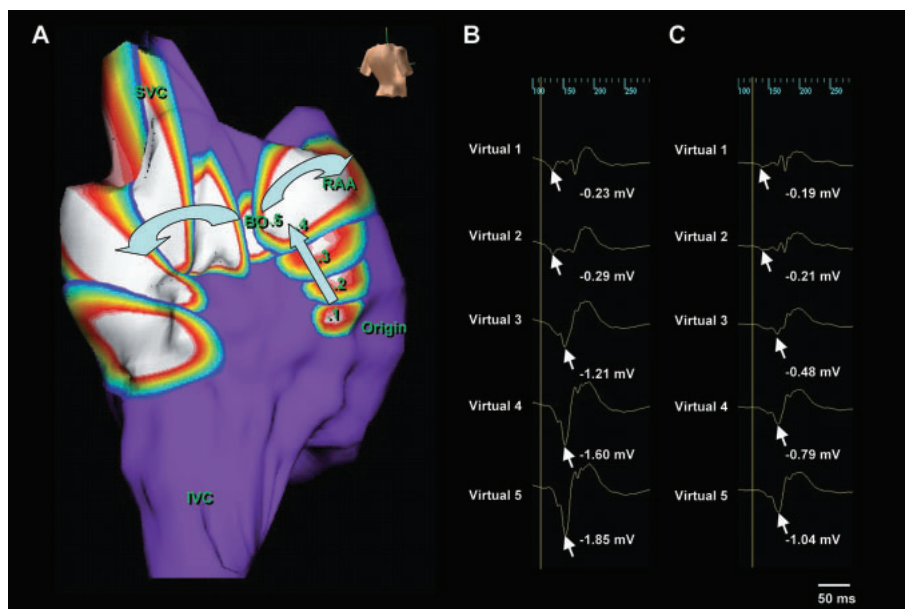 A
SVC
RAA
BO
.5
.4
.3
.2
.1
Origin
IVC
B
100 150 200 250
Virtual 1
-0.23 mV
Virtual 2
-0.29 mV
Virtual 3
-1.21 mV
Virtual 4
-1.60 mV
Virtual 5
-1.85 mV
C
100 150 200 250
Virtual 1
-0.19 mV
Virtual 2
-0.21 mV
Virtual 3
-0.48 mV
Virtual 4
-0.79 mV
Virtual 5
-1.04 mV
50 ms